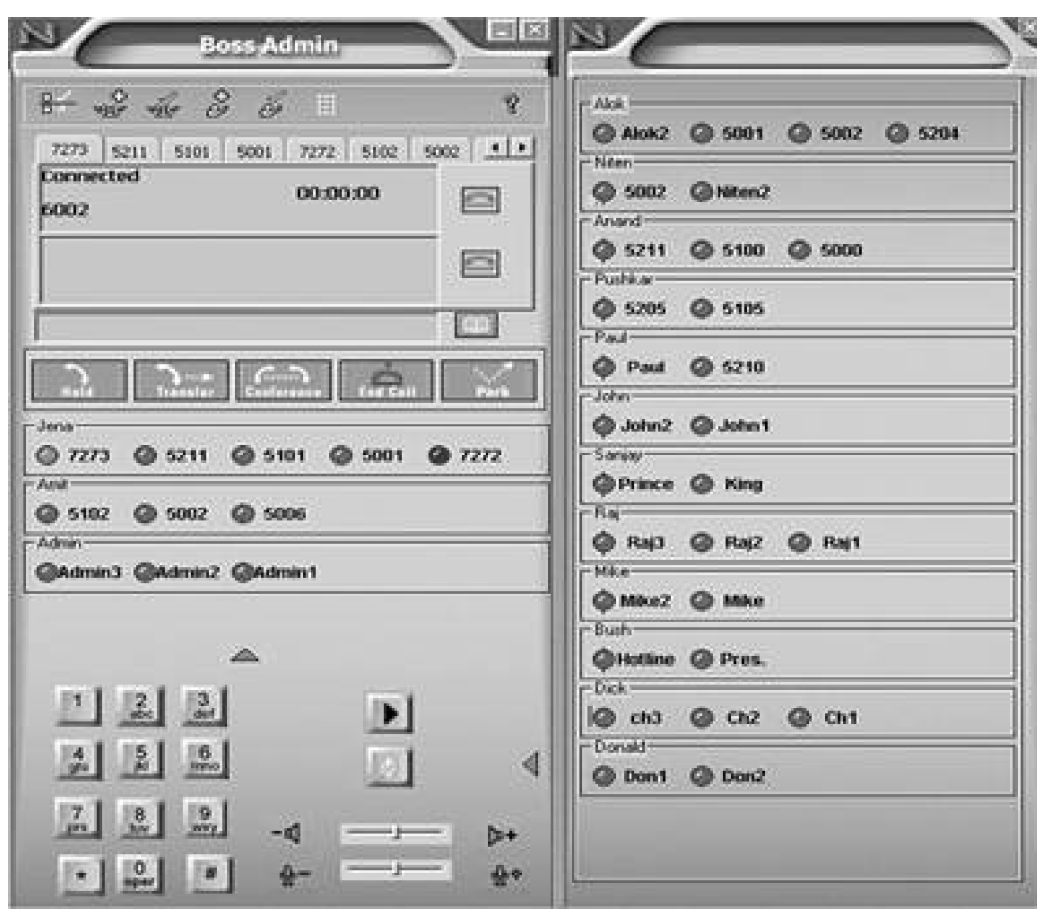 Boss Admin
7273 5211 5101 5001 7272 5102 5002
Connected
00:00:00
6002
Hold Transfer Conference End Call Park
Jena
7273 5211 5101 5001 7272
Amit
5102 5002 5006
Admin
Admin3 Admin2 Admin1
1 2 abc 3 def
4 5 jkl 6 mno
7 prs 8 tuv 9 wxy
* 0 oper #
Alok
Alok2 5001 5002 5204
Niten
5002 Niten2
Anand
5211 5100 5000
Pushkar
5205 5105
Paul
Paul 5210
John
John2 John1
Sanjay
Prince King
Raj
Raj3 Raj2 Raj1
Mike
Mike2 Mike
Bush
Hotline Pres.
Dick
ch3 Ch2 Ch1
Donald
Don1 Don2